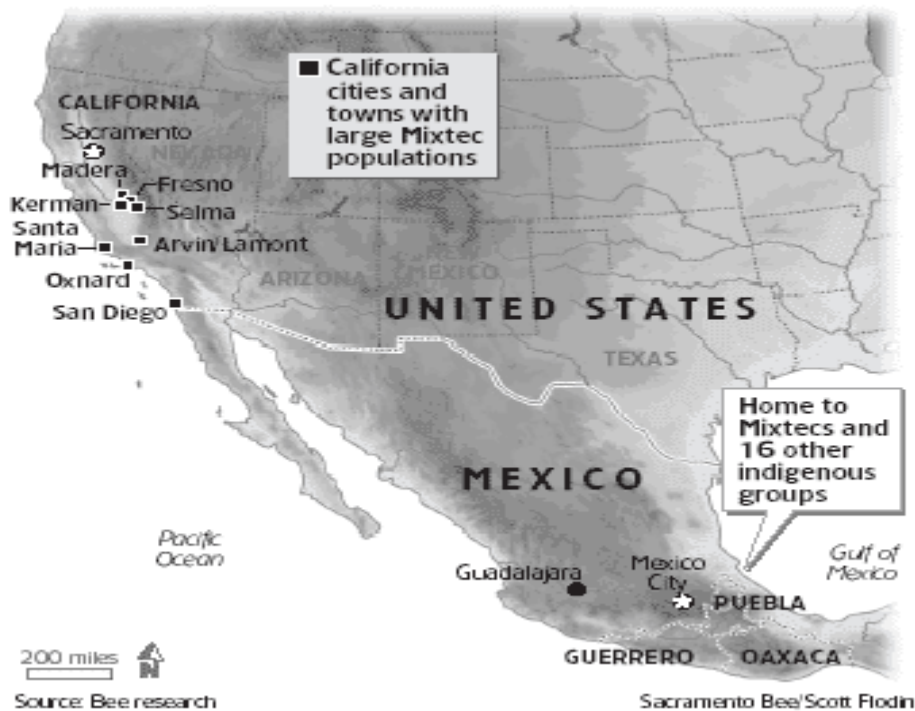 California
cities and
towns with
large Mixtec
populations
CALIFORNIA
Sacramento
NEVADA
Madera
Fresno
Kerman
Selma
Santa
Maria
Arvin/Lamont
Oxnard
ARIZONA
NEW
MEXICO
San Diego
UNITED STATES
TEXAS
Home to
Mixtecs and
16 other
indigenous
groups
MEXICO
Pacific
Ocean
Gulf of
Mexico
Guadalajara
Mexico
City
PUEBLA
GUERRERO
OAXACA
200 miles
N
Source: Bee research
Sacramento Bee/Scott Flodin